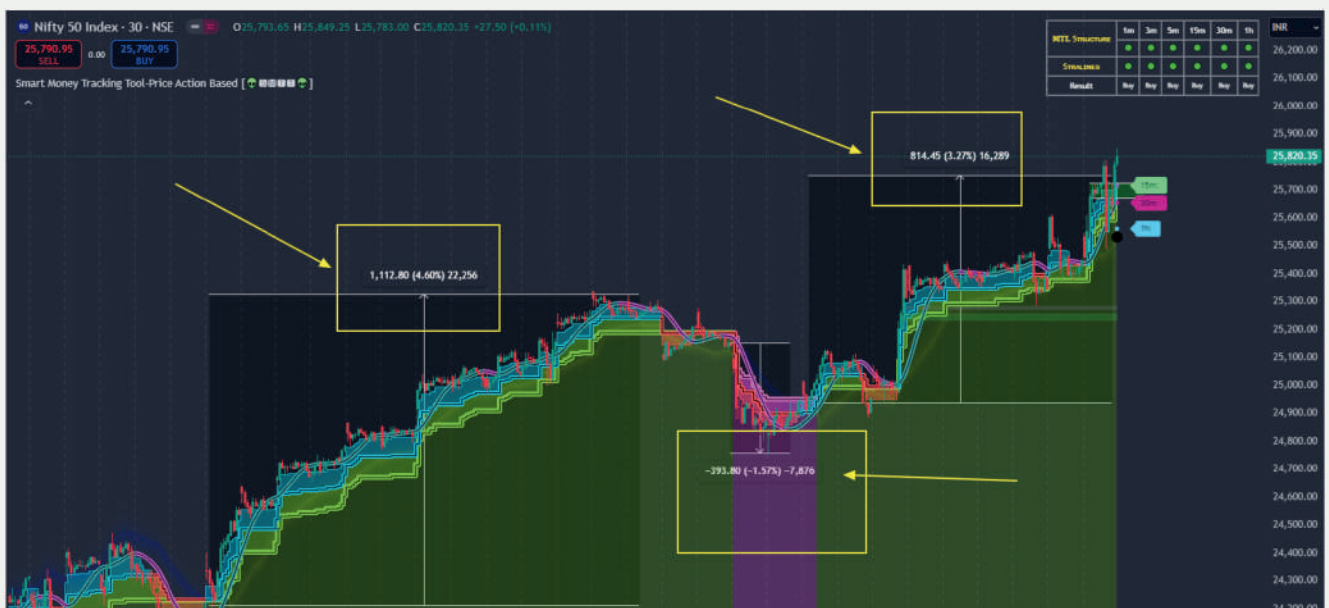 Nifty 50 Index · 30 · NSE
O25,793.65 H25,849.25 L25,783.00 C25,820.35 +27.50 (+0.11%)
25,790.95
SELL
0.00
25,790.95
BUY
Smart Money Tracking Tool-Price Action Based [
]
MTL Structure
1m 3m 5m 15m 30m 1h
Result Buy Buy Buy Buy Buy Buy
INR
26,200.00
26,100.00
26,000.00
25,900.00
25,820.35
25,700.00
25,600.00
25,500.00
25,400.00
25,300.00
25,200.00
25,100.00
25,000.00
24,900.00
24,800.00
24,700.00
24,600.00
24,500.00
24,400.00
24,300.00
24,200.00
814.45 (3.27%) 16,289
15m
30m
1h
1,112.80 (4.60%) 22,256
−393.80 (−1.57%) −7,876